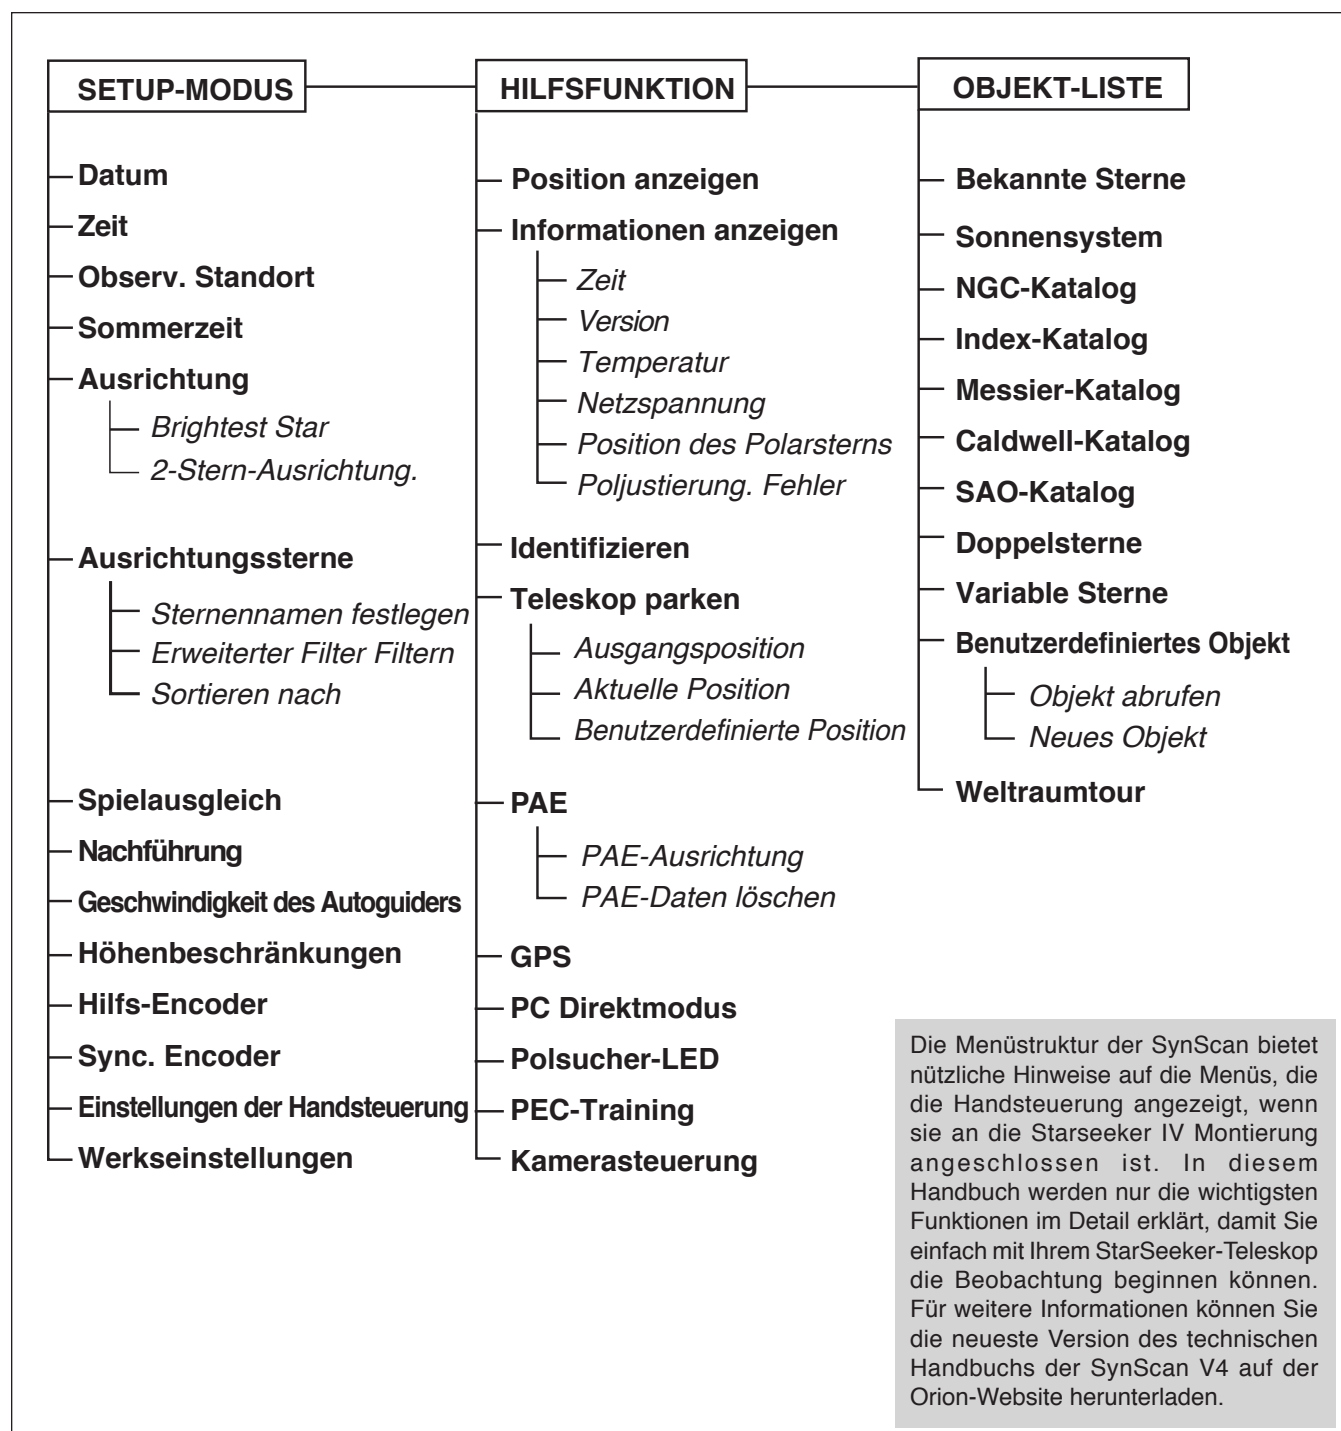 SETUP-MODUS
Datum
Zeit
Observ. Standort
Sommerzeit
Ausrichtung
Brightest Star
2-Stern-Ausrichtung.
Ausrichtungssterne
Sternennamen festlegen
Erweiterter Filter Filtern
Sortieren nach
Spielausgleich
Nachführung
Geschwindigkeit des Autoguiders
Höhenbeschränkungen
Hilfs-Encoder
Sync. Encoder
Einstellungen der Handsteuerung
Werkseinstellungen
HILFSFUNKTION
Position anzeigen
Informationen anzeigen
Zeit
Version
Temperatur
Netzspannung
Position des Polarsterns
Poljustierung. Fehler
Identifizieren
Teleskop parken
Ausgangsposition
Aktuelle Position
Benutzerdefinierte Position
PAE
PAE-Ausrichtung
PAE-Daten löschen
GPS
PC Direktmodus
Polsucher-LED
PEC-Training
Kamerasteuerung
OBJEKT-LISTE
Bekannte Sterne
Sonnensystem
NGC-Katalog
Index-Katalog
Messier-Katalog
Caldwell-Katalog
SAO-Katalog
Doppelsterne
Variable Sterne
Benutzerdefiniertes Objekt
Objekt abrufen
Neues Objekt
Weltraumtour
Die Menüstruktur der SynScan bietet
nützliche Hinweise auf die Menüs, die
die Handsteuerung angezeigt, wenn
sie an die Starseeker IV Montierung
angeschlossen ist. In diesem
Handbuch werden nur die wichtigsten
Funktionen im Detail erklärt, damit Sie
einfach mit Ihrem StarSeeker-Teleskop
die Beobachtung beginnen können.
Für weitere Informationen können Sie
die neueste Version des technischen
Handbuchs der SynScan V4 auf der
Orion-Website herunterladen.